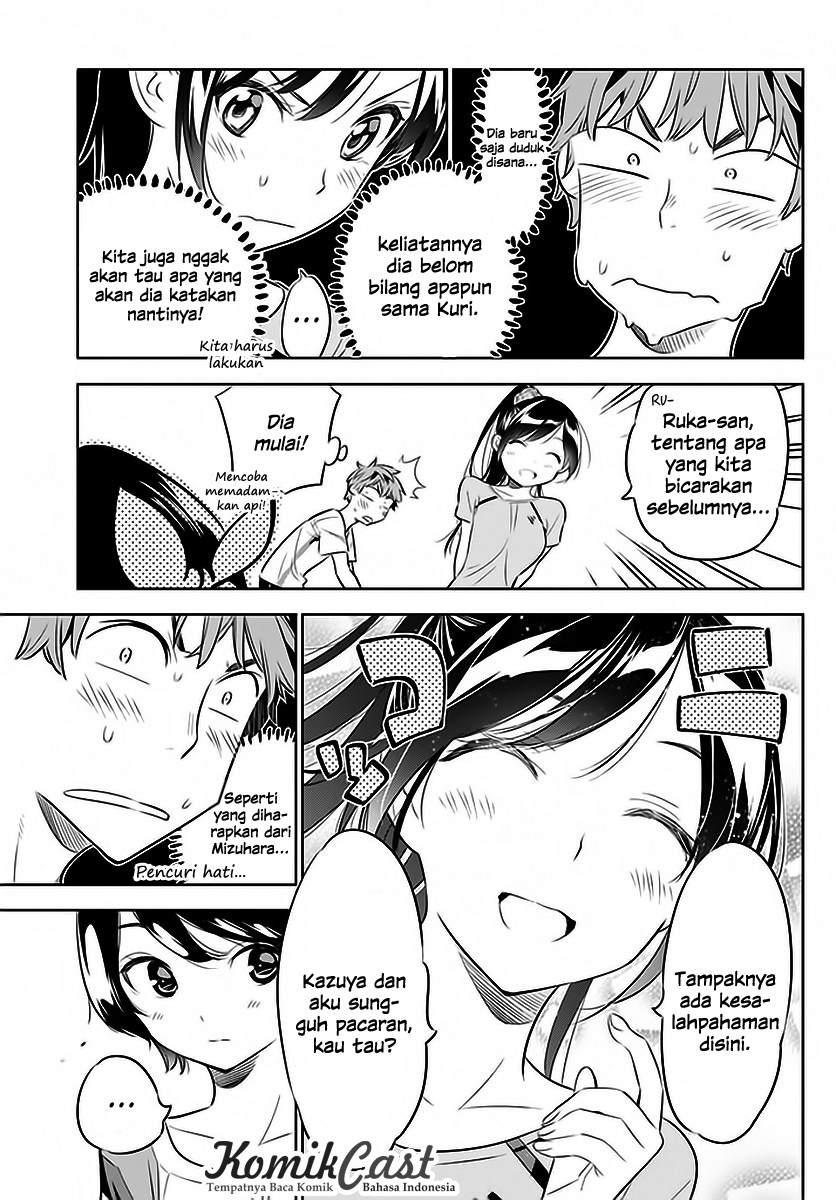 Dia baru
saja duduk
disana...
keliatannya
dia belom
bilang apapun
sama Kuri.
Kita juga nggak
akan tau apa yang
akan dia katakan
nantinya!
...
Kita harus
lakukan
RU-
Ruka-san,
tentang apa
yang kita
bicarakan
sebelumnya...
Dia
mulai!
Mencoba
memadam-
kan api!
ニコッ
Tampaknya
ada kesa-
lahpahaman
disini.
Kazuya dan
aku sung-
guh pacaran,
kau tau?
Seperti
yang diha-
rapkan dari
Mizuhara...
Pencuri hati...
...
KomikCast
Tempatnya Baca Komik Bahasa Indonesia